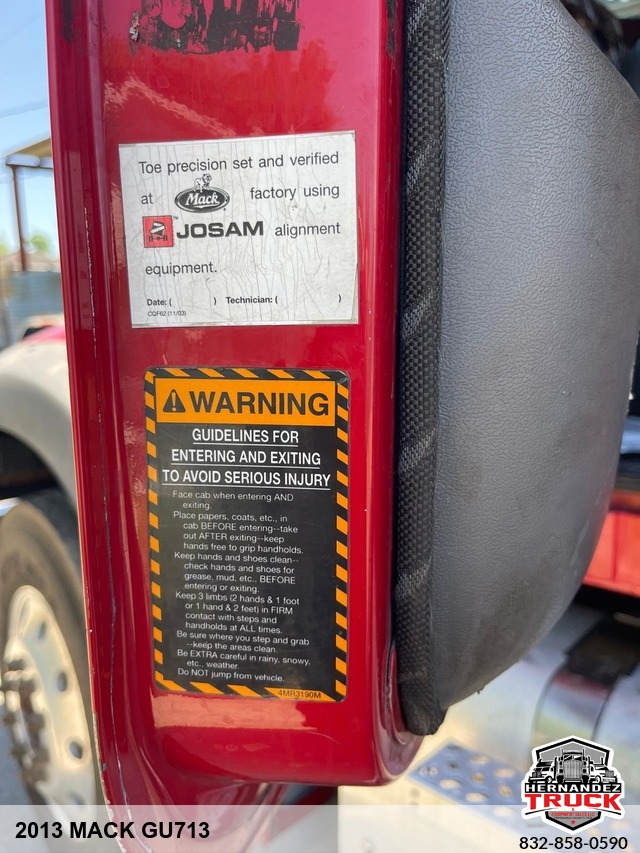 Toe precision set and verified
at Mack factory using
JOSAM alignment
equipment.
Date: ( ) Technician: ( )
CQF62 (11/03)
WARNING
GUIDELINES FOR
ENTERING AND EXITING
TO AVOID SERIOUS INJURY
Face cab when entering AND
exiting.
Place papers, coats, etc., in
cab BEFORE entering--take
out AFTER exiting--keep
hands free to grip handholds.
Keep hands and shoes clean--
check hands and shoes for
grease, mud, etc., BEFORE
entering or exiting.
Keep 3 limbs (2 hands & 1 foot
or 1 hand & 2 feet) in FIRM
contact with steps and
handholds at ALL times.
Be sure where you step and grab
--keep the areas clean.
Be EXTRA careful in rainy, snowy,
etc., weather.
Do NOT jump from vehicle.
4MR3190M
HERNANDEZ
TRUCK
EQUIPMENT SALES LLC
2013 MACK GU713
832-858-0590